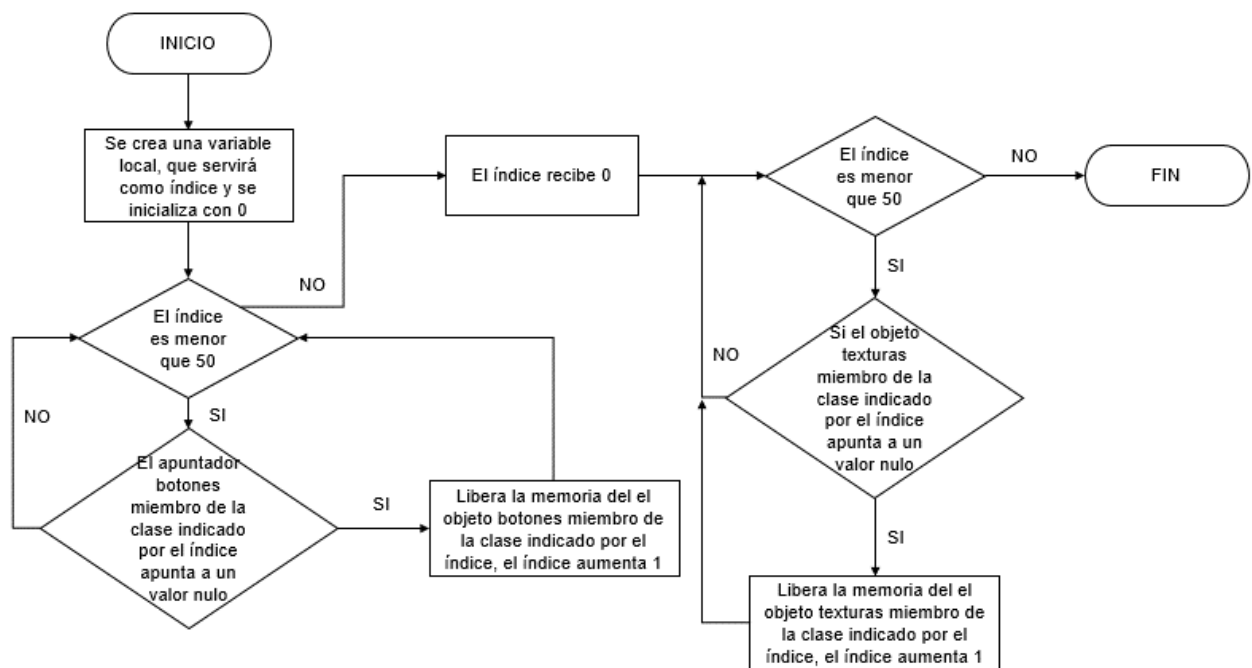 INICIO
Se crea una variable
local, que servirá
como índice y se
inicializa con 0
El índice
es menor
que 50
NO
SI
NO
El apuntador
botones
miembro de la
clase indicado
por el índice
apunta a un
valor nulo
SI
Libera la memoria del el
objeto botones miembro de
la clase indicado por el
índice, el índice aumenta 1
El índice recibe 0
El índice
es menor
que 50
NO
FIN
SI
Si el objeto
texturas
miembro de la
clase indicado
por el índice
apunta a un
valor nulo
NO
SI
Libera la memoria del el
objeto texturas miembro de
la clase indicado por el
índice, el índice aumenta 1